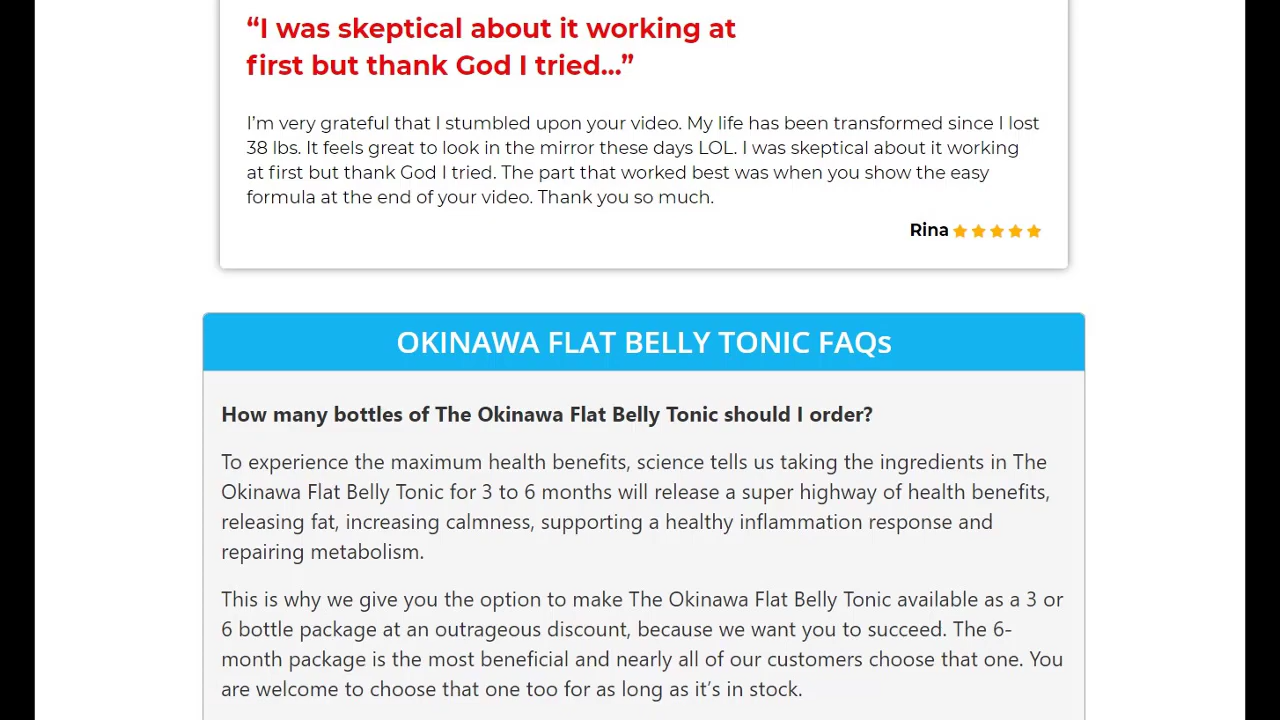 “I was skeptical about it working at
first but thank God I tried...”
I’m very grateful that I stumbled upon your video. My life has been transformed since I lost
38 lbs. It feels great to look in the mirror these days LOL. I was skeptical about it working
at first but thank God I tried. The part that worked best was when you show the easy
formula at the end of your video. Thank you so much.
Rina
OKINAWA FLAT BELLY TONIC FAQs
How many bottles of The Okinawa Flat Belly Tonic should I order?
To experience the maximum health benefits, science tells us taking the ingredients in The
Okinawa Flat Belly Tonic for 3 to 6 months will release a super highway of health benefits,
releasing fat, increasing calmness, supporting a healthy inflammation response and
repairing metabolism.
This is why we give you the option to make The Okinawa Flat Belly Tonic available as a 3 or
6 bottle package at an outrageous discount, because we want you to succeed. The 6-
month package is the most beneficial and nearly all of our customers choose that one. You
are welcome to choose that one too for as long as it’s in stock.